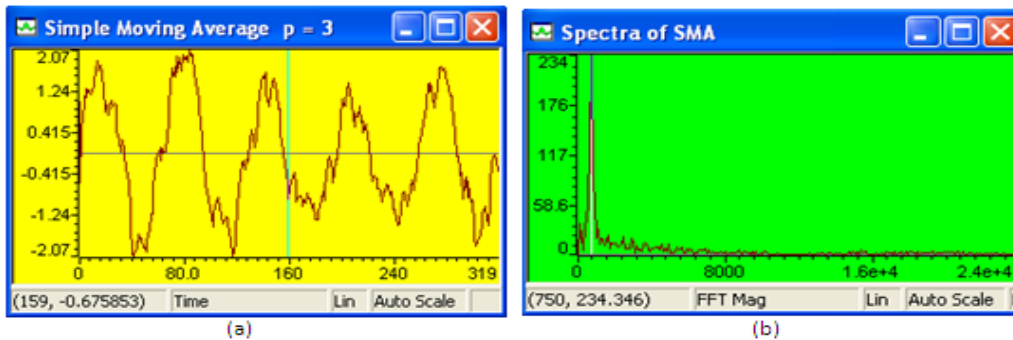 Simple Moving Average p = 3
2.07
1.24
0.415
-0.415
-1.24
-2.07
0 80.0 160 240 319
(159, -0.675853) Time Lin Auto Scale
(a)
Spectra of SMA
234
176
117
58.6
0
0 8000 1.6e+4 2.4e+4
(750, 234.346) FFT Mag Lin Auto Scale
(b)